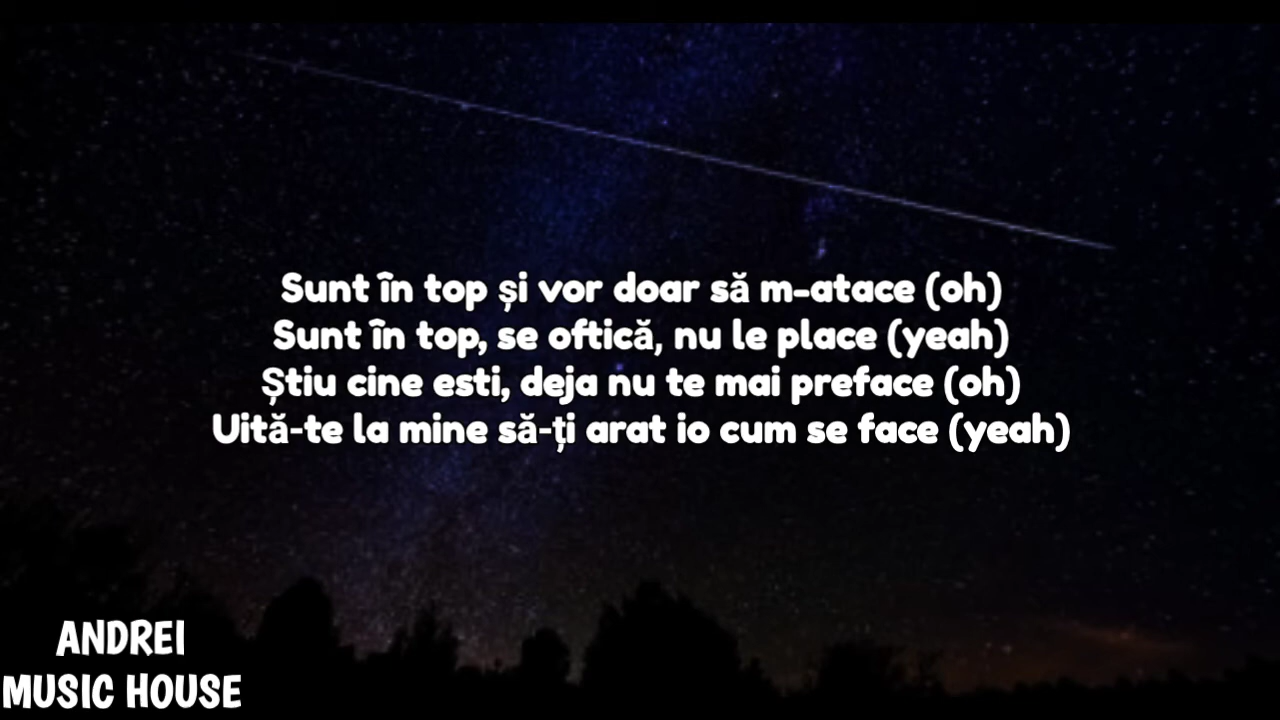 Sunt în top și vor doar să m-atace (oh)
Sunt în top, se oftică, nu le place (yeah)
Știu cine esti, deja nu te mai preface (oh)
Uită-te la mine să-ți arat io cum se face (yeah)
ANDREI
MUSIC HOUSE